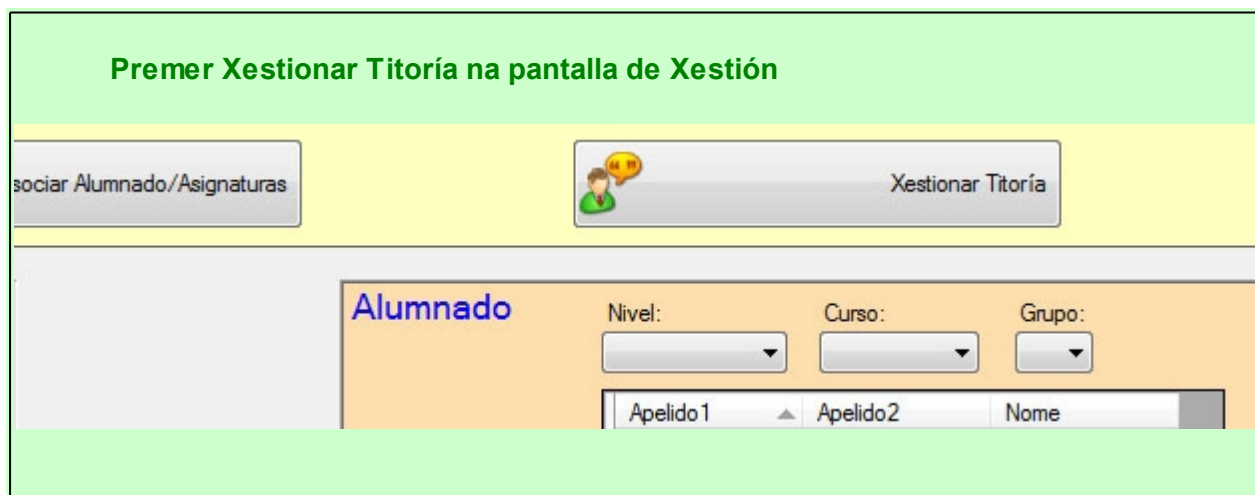 Premer Xestionar Titoría na pantalla de Xestión
sociar Alumnado/Asignaturas
Xestionar Titoría
Alumnado
Nivel:
Curso:
Grupo:
Apelido1
Apelido2
Nome